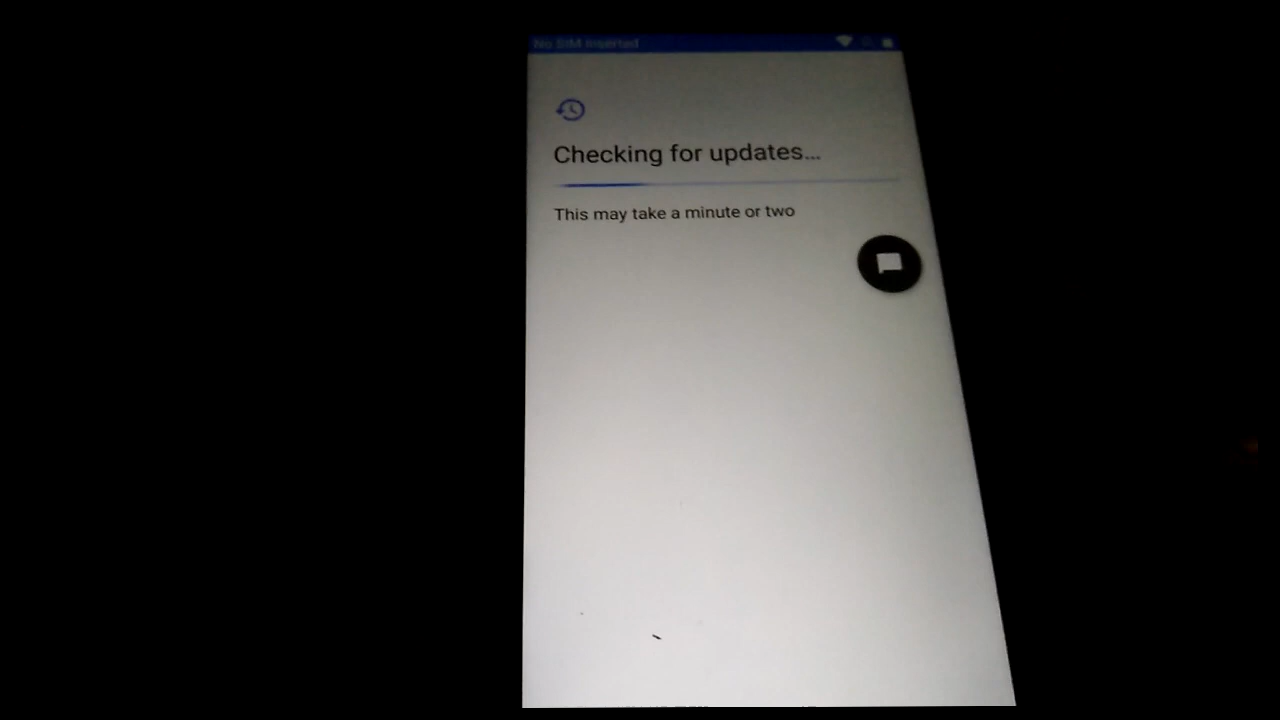 No SIM Inserted
Checking for updates...
This may take a minute or two